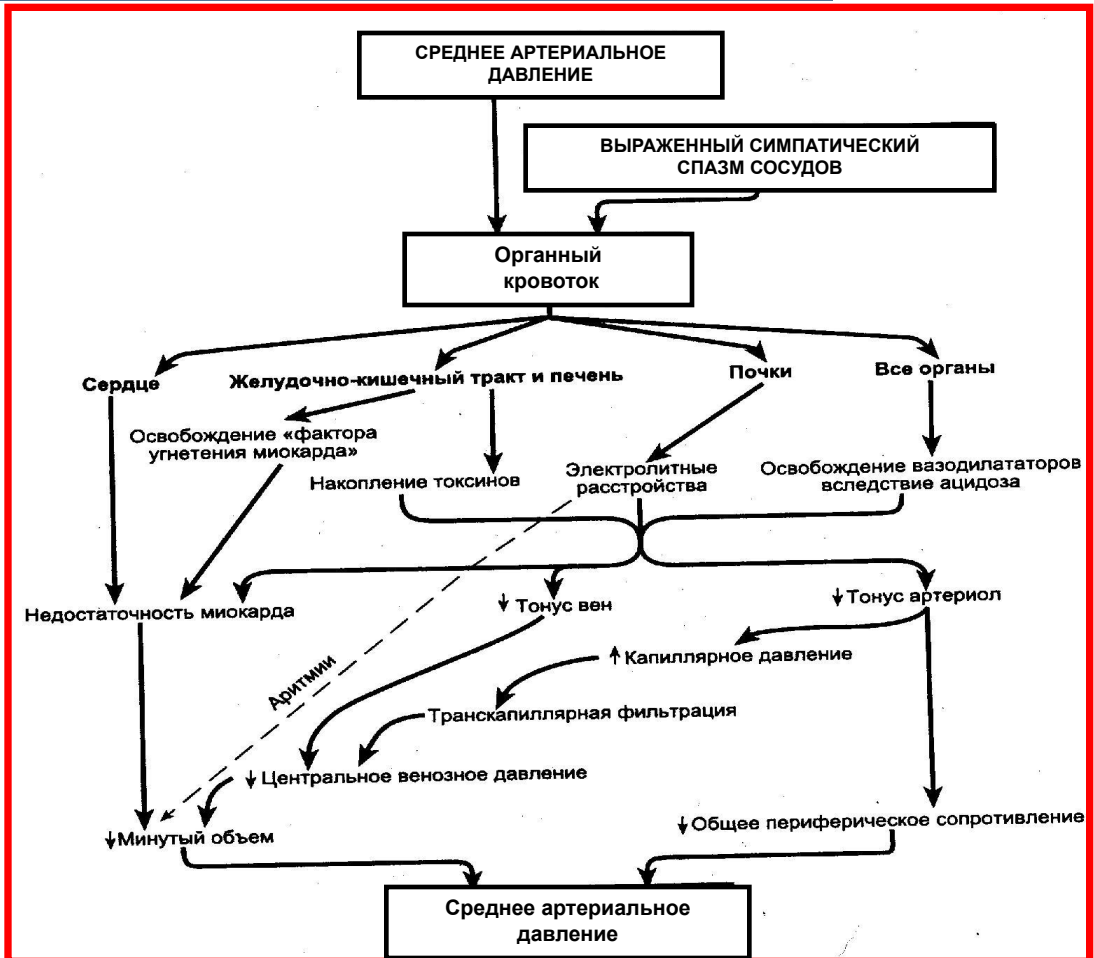 СРЕДНЕЕ АРТЕРИАЛЬНОЕ
ДАВЛЕНИЕ
ВЫРАЖЕННЫЙ СИМПАТИЧЕСКИЙ
СПАЗМ СОСУДОВ
Органный
кровоток
Сердце
Желудочно-кишечный тракт и печень
Почки
Все органы
Освобождение «фактора
угнетения миокарда»
Накопление токсинов
Электролитные
расстройства
Освобождение вазодилататоров
вследствие ацидоза
Недостаточность миокарда
↓ Тонус вен
↓ Тонус артериол
↑ Капиллярное давление
Аритмии
Транскапиллярная фильтрация
↓ Центральное венозное давление
↓ Минутый объем
↓ Общее периферическое сопротивление
Среднее артериальное
давление